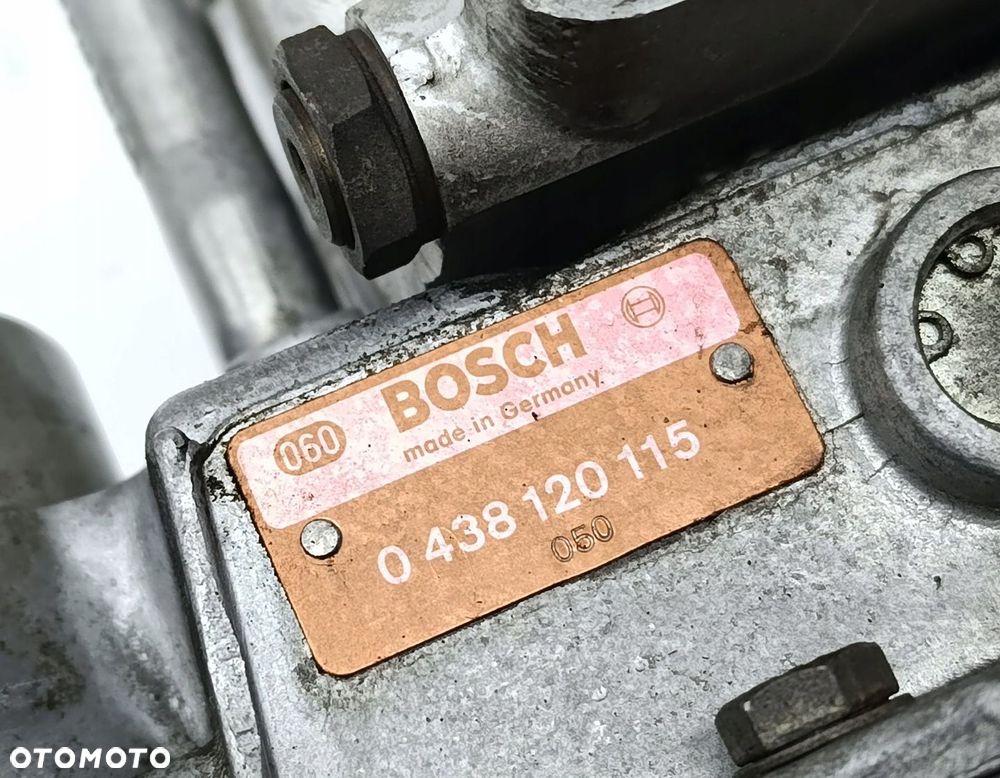 060 BOSCH
made in Germany
0 438 120 115
050
OTOMOTO